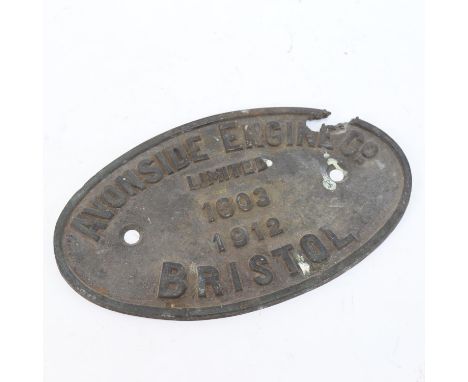 AVONSIDE ENGINE CO
LIMITED
1603
1912
BRISTOL